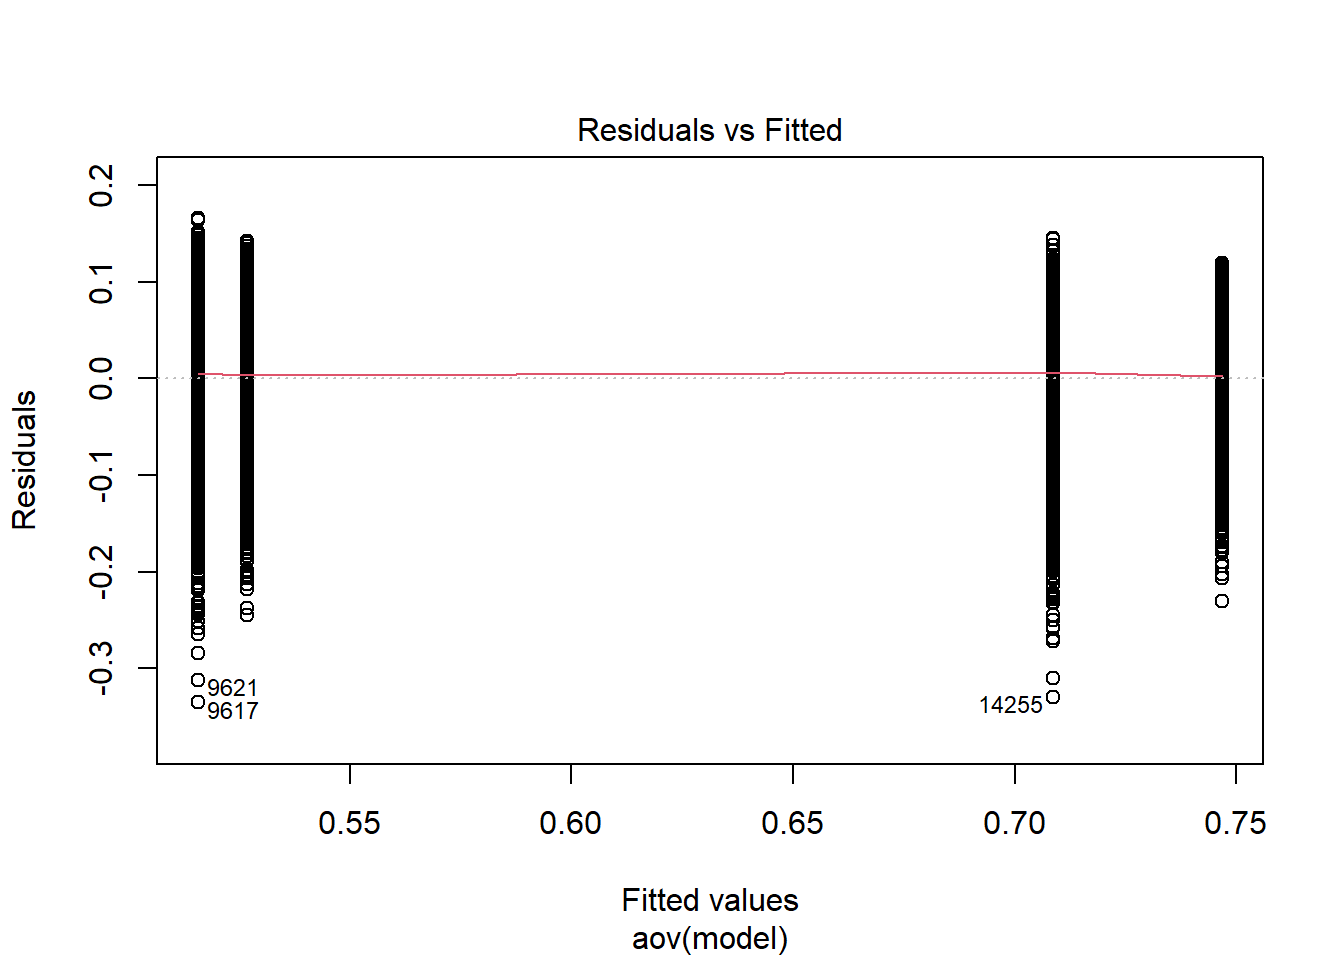 Residuals vs Fitted
Residuals
0.2
0.1
0.0
-0.1
-0.2
-0.3
9621
9617
14255
0.55 0.60 0.65 0.70 0.75
Fitted values
aov(model)